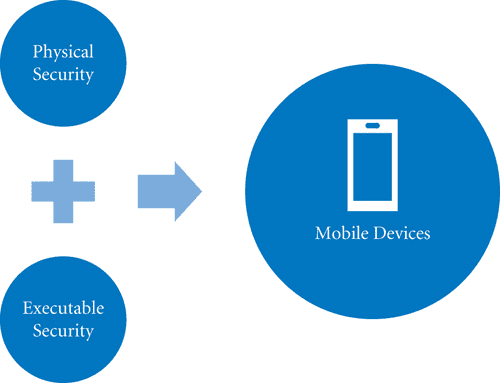 Physical
Security
Executable
Security
Mobile Devices